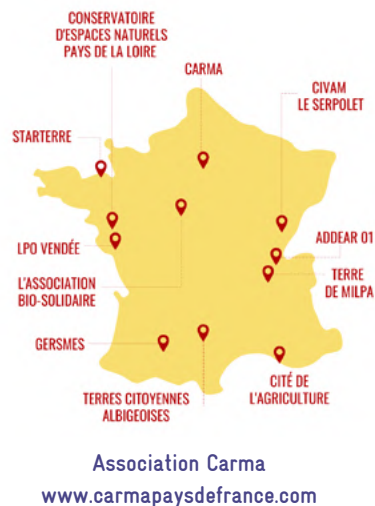 CONSERVATOIRE
D'ESPACES NATURELS
PAYS DE LA LOIRE
CARMA
CIVAM
LE SERPOLET
STARTERRE
LPO VENDÉE
ADDEAR 01
TERRE
DE MILPA
L'ASSOCIATION
BIO-SOLIDAIRE
GERSMES
TERRES CITOYENNES
ALBIGEOISES
CITÉ DE
L'AGRICULTURE
Association Carma
www.carmapaysdefrance.com